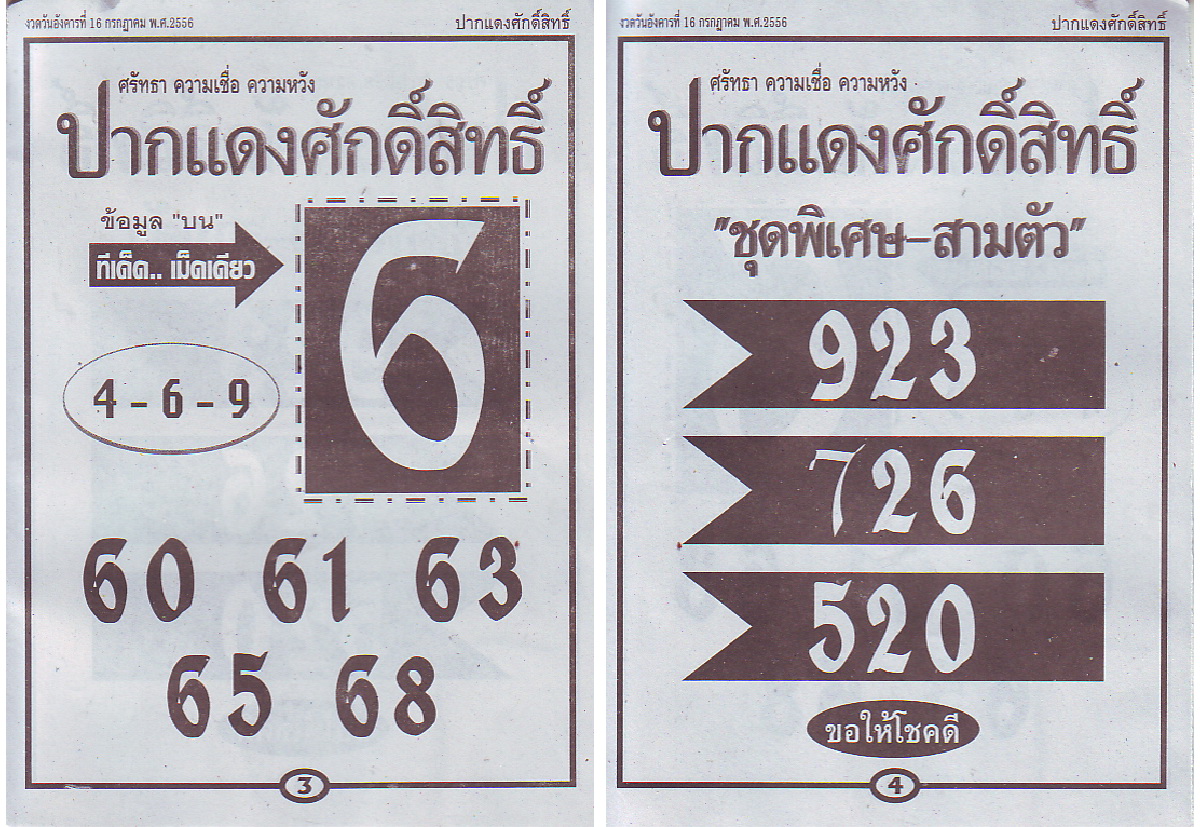 งวดวันอังคารที่ 16 กรกฎาคม พ.ศ.2556
ปากแดงศักดิ์สิทธิ์
ศรัทธา ความเชื่อ ความหวัง
ปากแดงศักดิ์สิทธิ์
ข้อมูล "บน"
ทีเด็ด.. เม็ดเดียว
6
4 - 6 - 9
60 61 63
65 68
3
งวดวันอังคารที่ 16 กรกฎาคม พ.ศ.2556
ปากแดงศักดิ์สิทธิ์
ศรัทธา ความเชื่อ ความหวัง
ปากแดงศักดิ์สิทธิ์
"ชุดพิเศษ-สามตัว"
923
726
520
ขอให้โชคดี
4